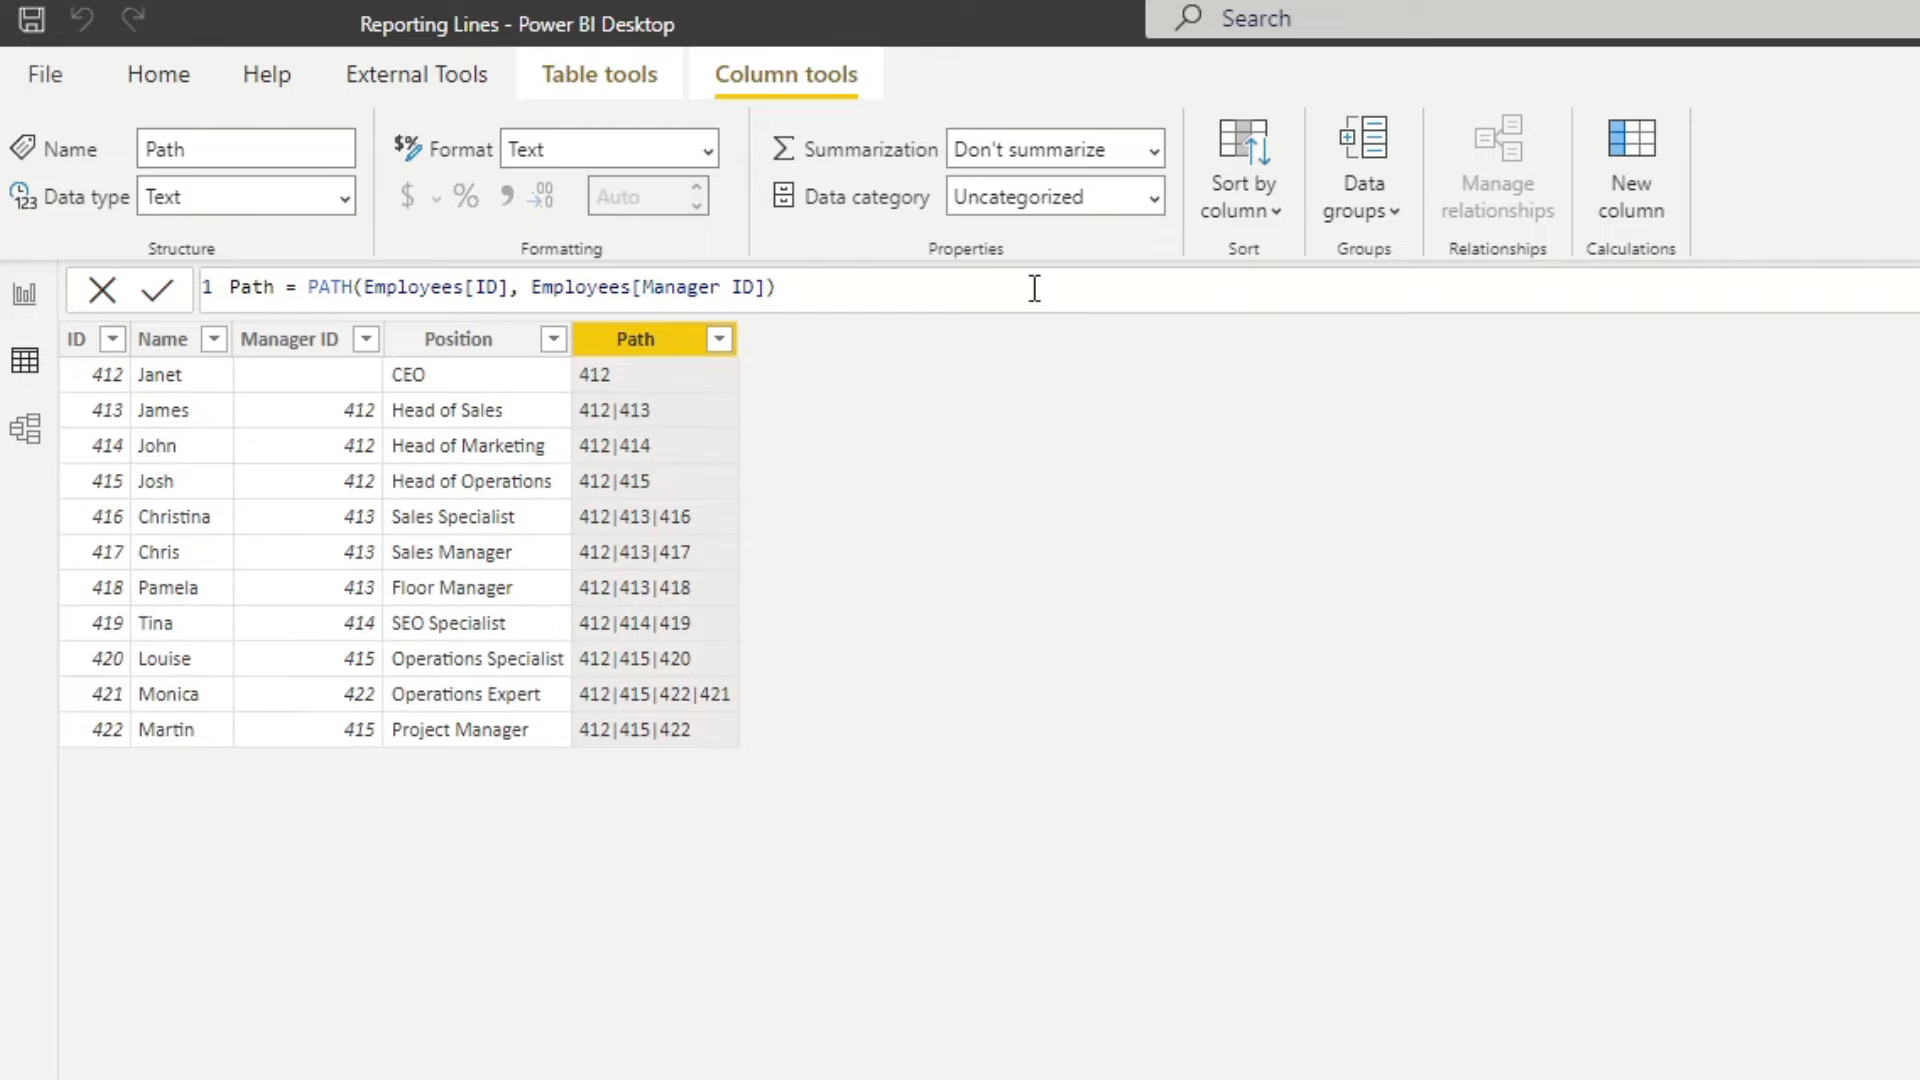 Reporting Lines - Power BI Desktop
Search
File Home Help External Tools Table tools Column tools
Name Path
Data type Text
Structure
$% Format Text
$ % , .00 →.0 Auto
Formatting
Summarization Don't summarize
Data category Uncategorized
Properties
Sort by
column
Sort
Data
groups
Groups
Manage
relationships
Relationships
New
column
Calculations
1 Path = PATH(Employees[ID], Employees[Manager ID])
ID Name Manager ID Position Path
412 Janet CEO 412
413 James 412 Head of Sales 412|413
414 John 412 Head of Marketing 412|414
415 Josh 412 Head of Operations 412|415
416 Christina 413 Sales Specialist 412|413|416
417 Chris 413 Sales Manager 412|413|417
418 Pamela 413 Floor Manager 412|413|418
419 Tina 414 SEO Specialist 412|414|419
420 Louise 415 Operations Specialist 412|415|420
421 Monica 422 Operations Expert 412|415|422|421
422 Martin 415 Project Manager 412|415|422